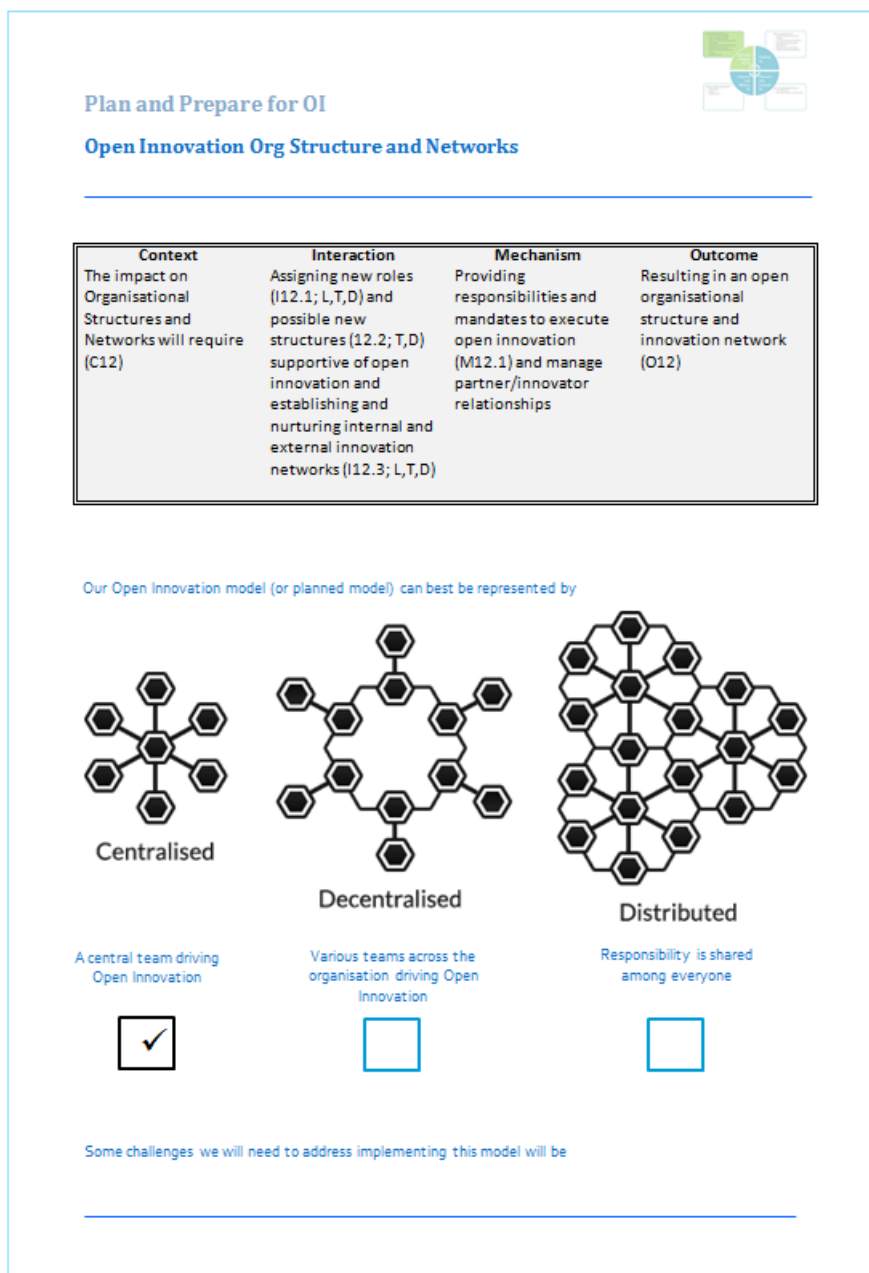 Plan and Prepare for OI
Open Innovation Org Structure and Networks
Context
The impact on
Organisational
Structures and
Networks will require
(C12)
Interaction
Assigning new roles
(I12.1; L,T,D) and
possible new
structures (12.2; T,D)
supportive of open
innovation and
establishing and
nurturing internal and
external innovation
networks (I12.3; L,T,D)
Mechanism
Providing
responsibilities and
mandates to execute
open innovation
(M12.1) and manage
partner/innovator
relationships
Outcome
Resulting in an open
organisational
structure and
innovation network
(O12)
Our Open Innovation model (or planned model) can best be represented by
Centralised
Decentralised
Distributed
A central team driving
Open Innovation
Various teams across the
organisation driving Open
Innovation
Responsibility is shared
among everyone
✓
Some challenges we will need to address implementing this model will be